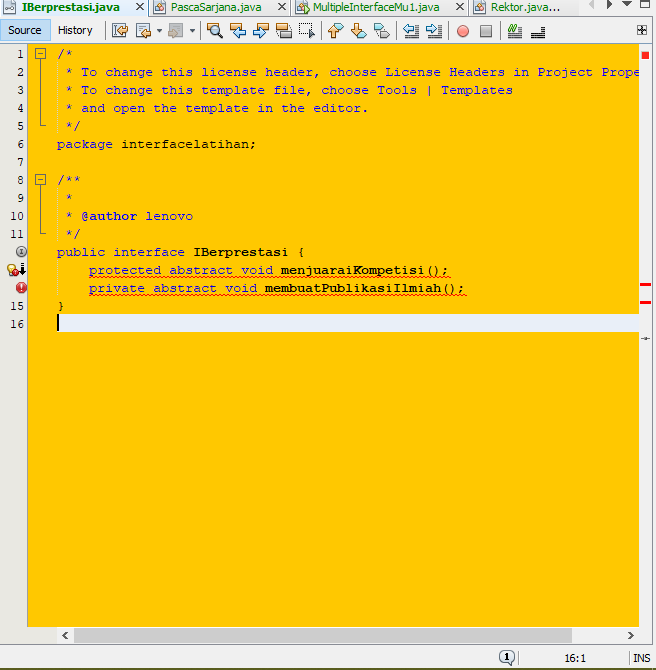 IBerprestasi.java PascaSarjana.java MultipleInterfaceMu1.java Rektor.java...
Source History
1 /*
2 * To change this license header, choose License Headers in Project Prope
3 * To change this template file, choose Tools | Templates
4 * and open the template in the editor.
5 */
6 package interfacelatihan;
7
8 /**
9 *
10 * @author lenovo
11 */
public interface IBerprestasi {
protected abstract void menjuaraiKompetisi();
private abstract void membuatPublikasiIlmiah();
15 }
16
1 16:1 INS